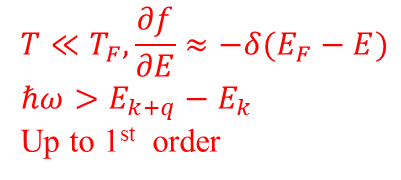 T ≪ T_F, ∂f/∂E ≈ −δ(E_F − E)
ℏω > E_{k+q} − E_k
Up to 1st order